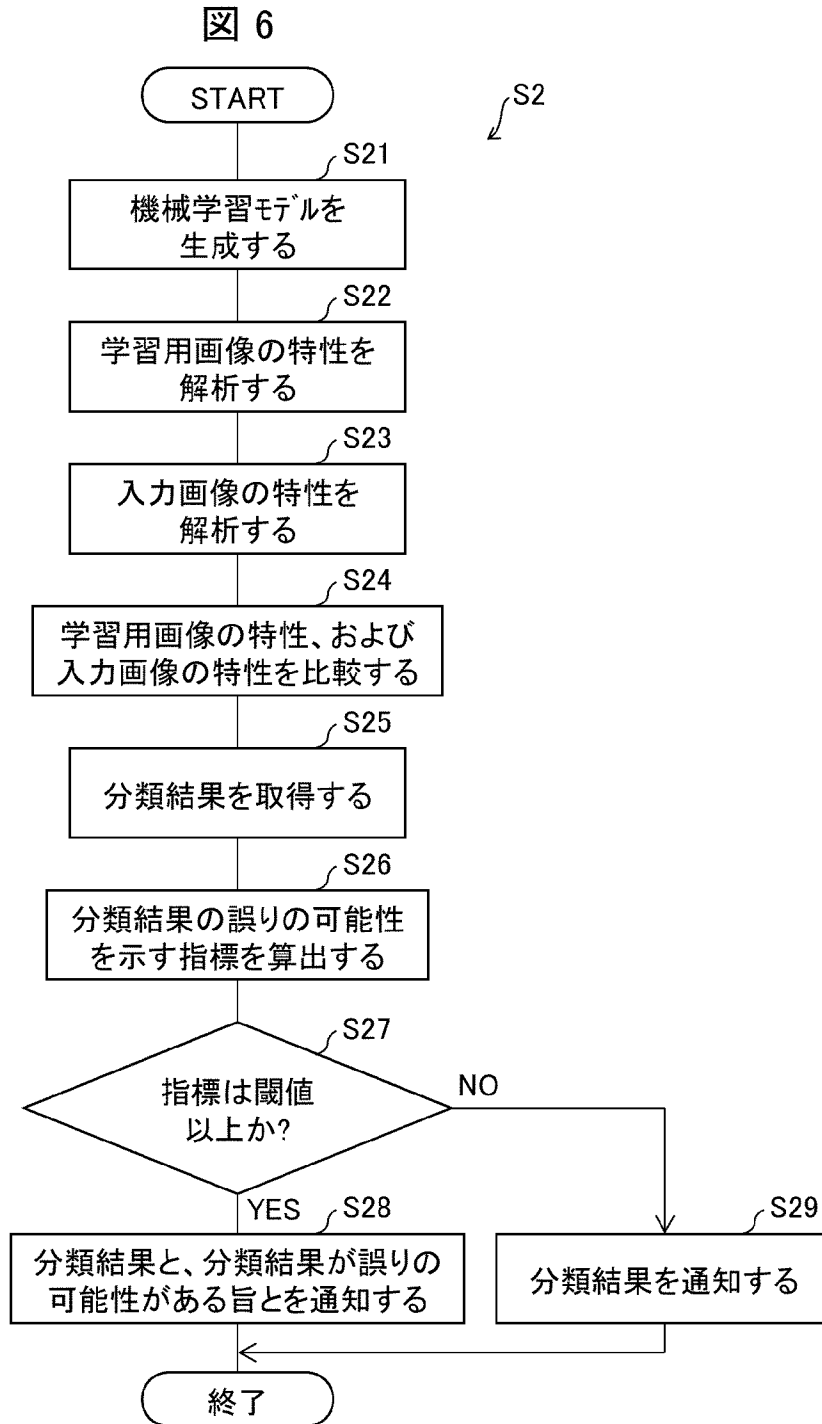 図 6
START
S2
S21
機械学習モデルを
生成する
S22
学習用画像の特性を
解析する
S23
入力画像の特性を
解析する
S24
学習用画像の特性、および
入力画像の特性を比較する
S25
分類結果を取得する
S26
分類結果の誤りの可能性
を示す指標を算出する
S27
指標は閾値
以上か?
NO
YES
S28
分類結果と、分類結果が誤りの
可能性がある旨とを通知する
S29
分類結果を通知する
終了